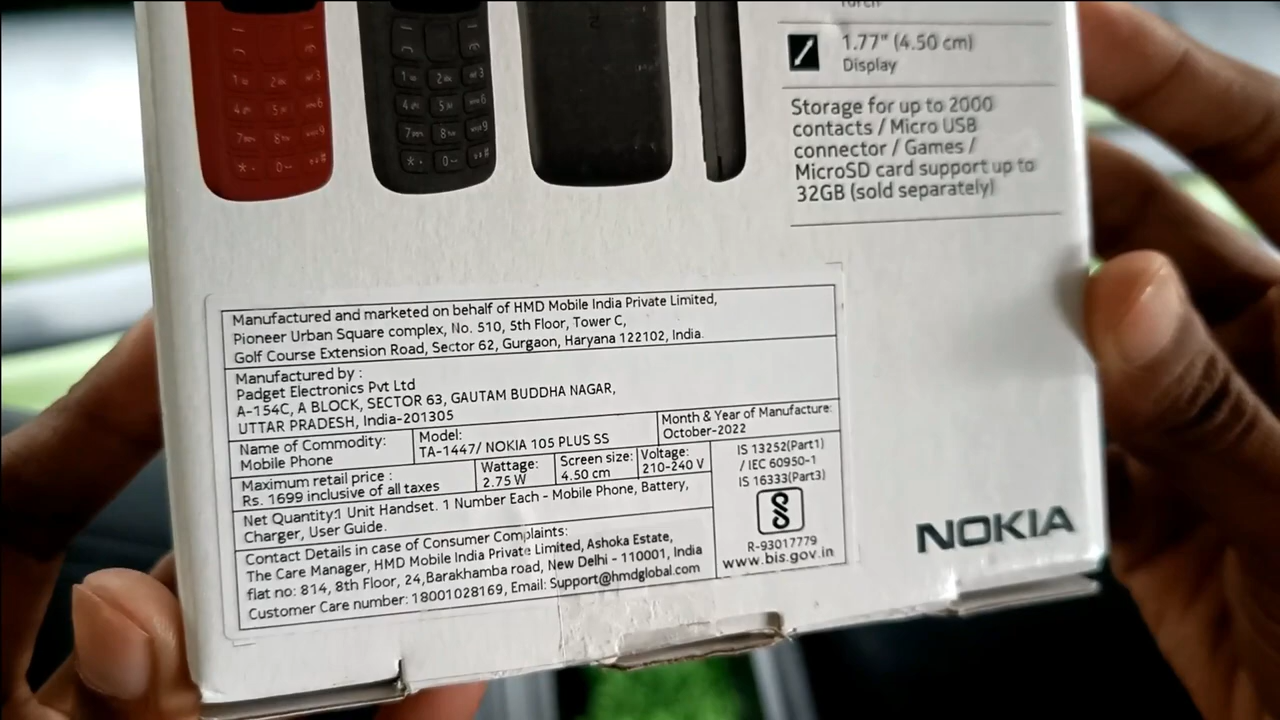 1.77" (4.50 cm)
Display
Storage for up to 2000
contacts / Micro USB
connector / Games /
MicroSD card support up to
32GB (sold separately)
Manufactured and marketed on behalf of HMD Mobile India Private Limited,
Pioneer Urban Square complex, No. 510, 5th Floor, Tower C,
Golf Course Extension Road, Sector 62, Gurgaon, Haryana 122102, India.
Manufactured by :
Padget Electronics Pvt Ltd
A-154C, A BLOCK, SECTOR 63, GAUTAM BUDDHA NAGAR,
UTTAR PRADESH, India-201305
Name of Commodity:
Mobile Phone
Model:
TA-1447/ NOKIA 105 PLUS SS
Month & Year of Manufacture:
October-2022
Maximum retail price :
Rs. 1699 inclusive of all taxes
Wattage:
2.75 W
Screen size:
4.50 cm
Voltage:
210-240 V
IS 13252(Part1)
/ IEC 60950-1
IS 16333(Part3)
R-93017779
www.bis.gov.in
Net Quantity:1 Unit Handset. 1 Number Each - Mobile Phone, Battery,
Charger, User Guide.
Contact Details in case of Consumer Complaints:
The Care Manager, HMD Mobile India Private Limited, Ashoka Estate,
flat no: 814, 8th Floor, 24,Barakhamba road, New Delhi - 110001, India
Customer Care number: 18001028169, Email: Support@hmdglobal.com
NOKIA